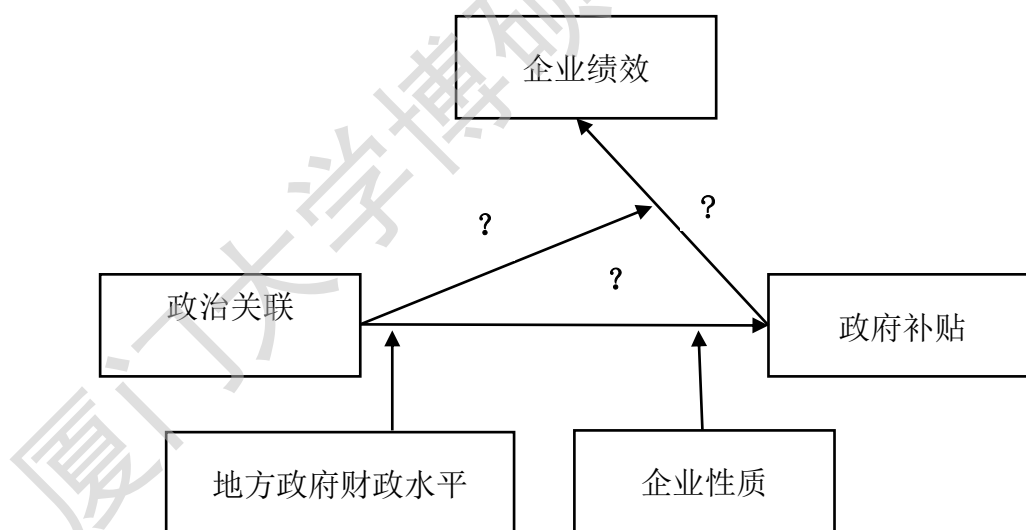 企业绩效
?
?
?
政治关联
政府补贴
地方政府财政水平
企业性质
厦门大学博硕